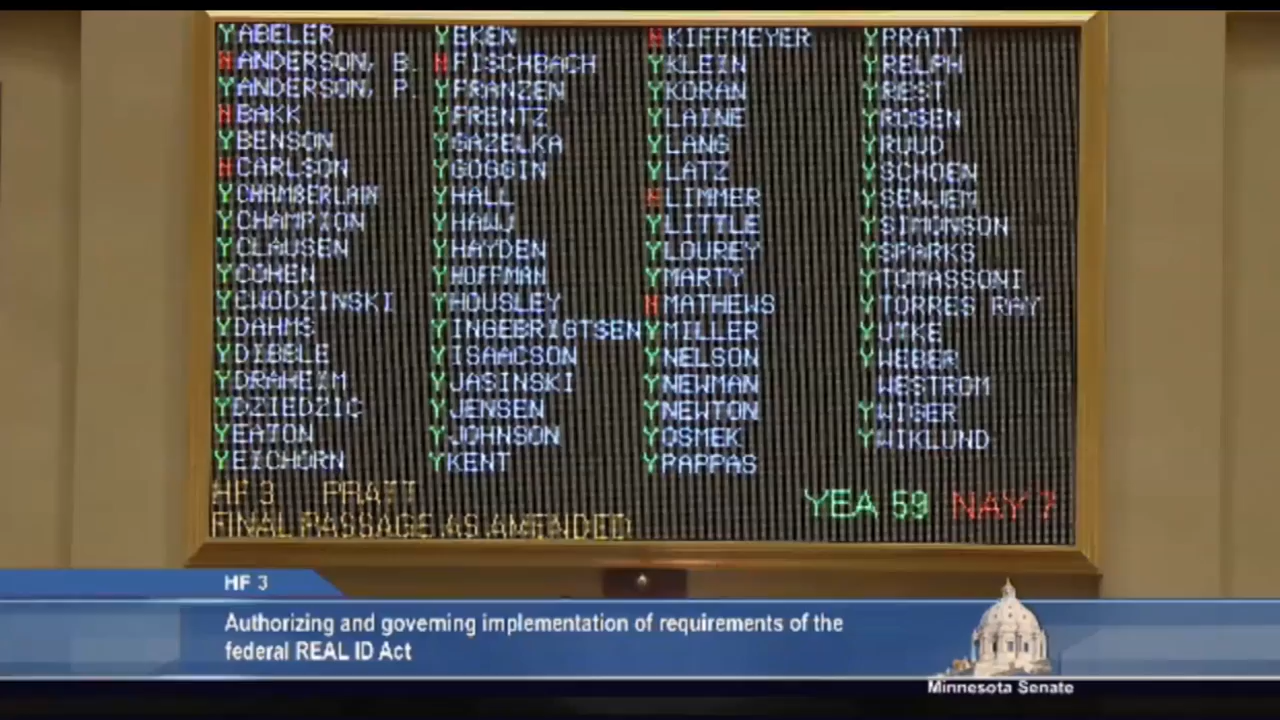 Y ABELER Y EKEN N KIFFMEYER Y PRATT
N ANDERSON, B. N FISCHBACH Y KLEIN Y RELPH
Y ANDERSON, P. Y FRANZEN Y KORAN Y REST
N BAKK Y FRENTZ Y LAINE Y ROSEN
Y BENSON Y GAZELKA Y LANG Y RUUD
N CARLSON Y GOGGIN Y LATZ Y SCHOEN
Y CHAMBERLAIN Y HALL N LIMMER Y SENJEM
Y CHAMPION Y HAWJ Y LITTLE Y SIMONSON
Y CLAUSEN Y HAYDEN Y LOUREY Y SPARKS
Y COHEN Y HOFFMAN Y MARTY Y TOMASSONI
Y CWODZINSKI Y HOUSLEY N MATHEWS Y TORRES RAY
Y DAHMS Y INGEBRIGTSEN Y MILLER Y UTKE
Y DIBBLE Y ISAACSON Y NELSON Y WEBER
Y DRAHEIM Y JASINSKI Y NEWMAN WESTROM
Y DZIEDZIC Y JENSEN Y NEWTON Y WIGER
Y EATON Y JOHNSON Y OSMEK Y WIKLUND
Y EICHORN Y KENT Y PAPPAS
HF 3 PRATT YEA 59 NAY 7
FINAL PASSAGE AS AMENDED
HF 3
Authorizing and governing implementation of requirements of the
federal REAL ID Act
Minnesota Senate